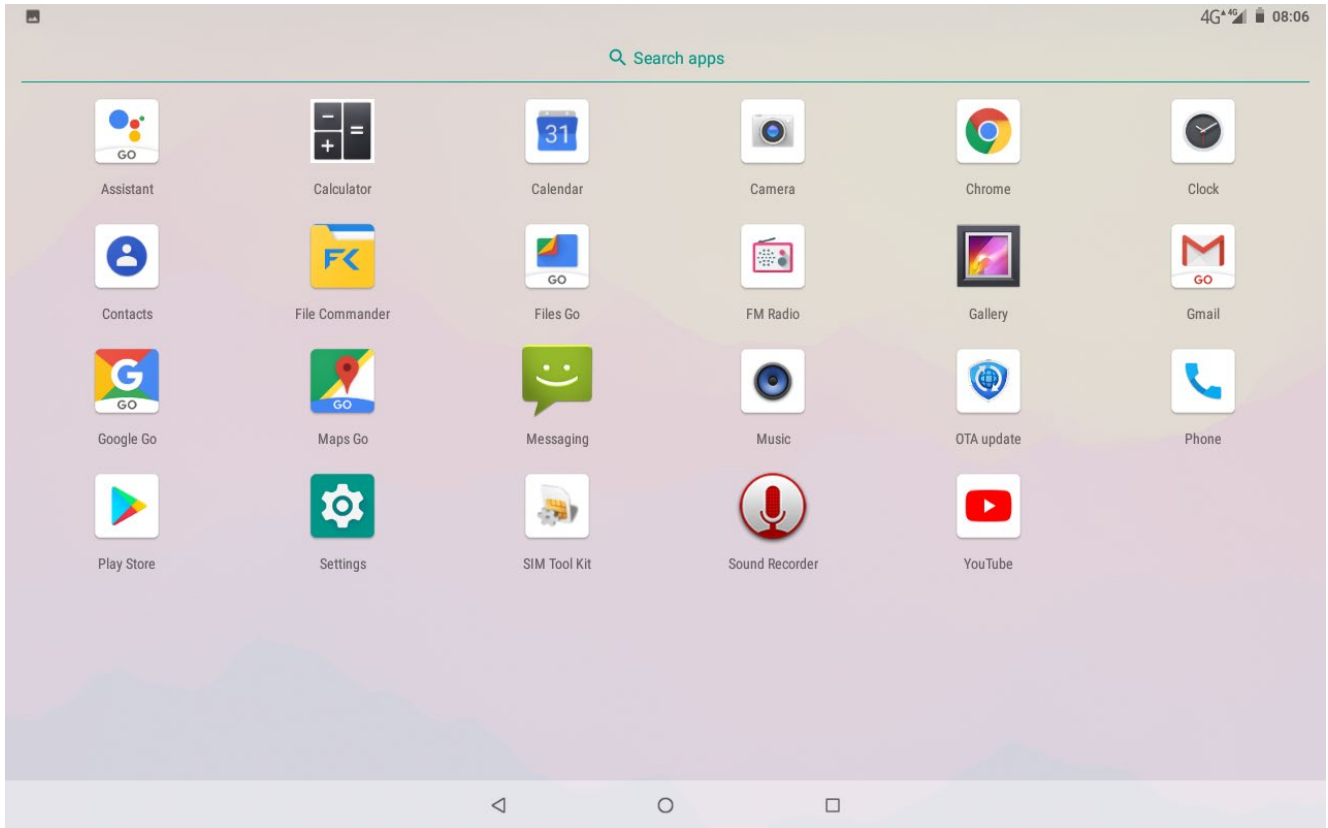 4G 4G 08:06
Search apps
GO
31
Assistant Calculator Calendar Camera Chrome Clock
GO GO
Contacts File Commander Files Go FM Radio Gallery Gmail
G
GO GO
Google Go Maps Go Messaging Music OTA update Phone
Play Store Settings SIM Tool Kit Sound Recorder YouTube